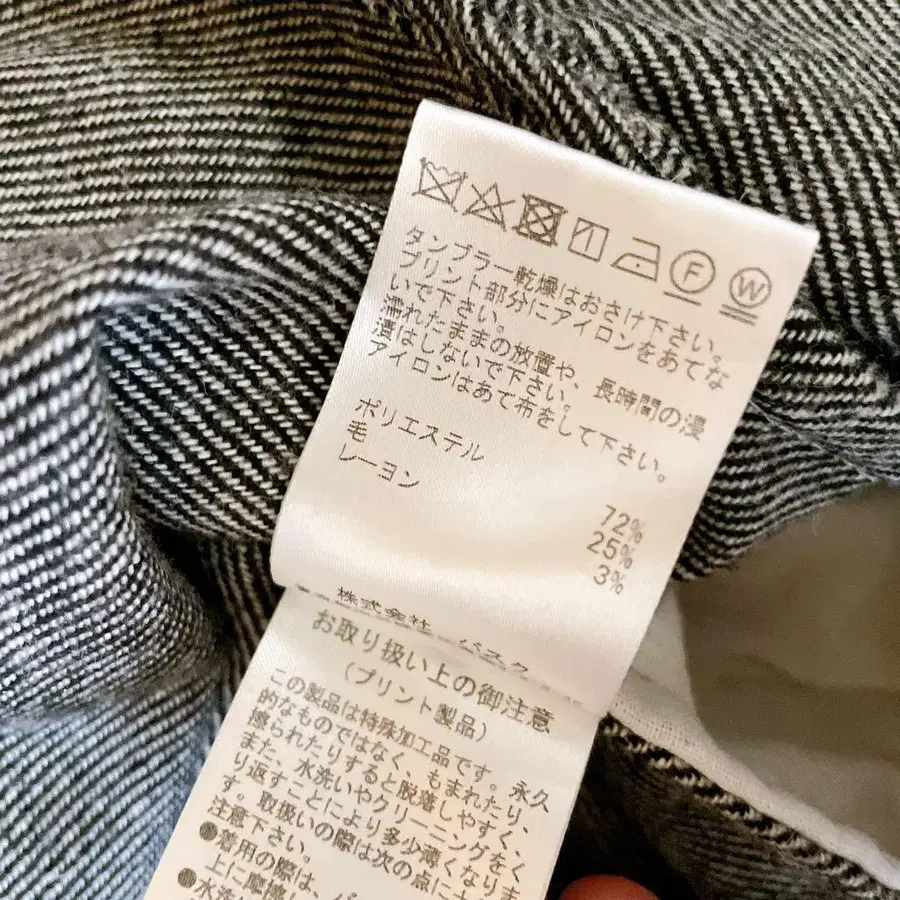 F W
タンブラー乾燥はおさけ下さい。
プリント部分にアイロンをあてな
いで下さい。
濡れたままの放置や、長時間の浸
漬はしないで下さい。
アイロンはあて布をして下さい。
ポリエステル 72%
毛 25%
レーヨン 3%
株式会社 バスク
お取り扱い上の御注意
(プリント製品)
この製品は特殊加工品です。永久
的なものではなく、もまれたり、
擦られたりすると脱落しやすく、
また、水洗いやクリーニングをく
り返すことにより多少薄くなりま
す。取扱いの際は次の点に
注意下さい。
●着用の際は、
上に摩擦
●水洗